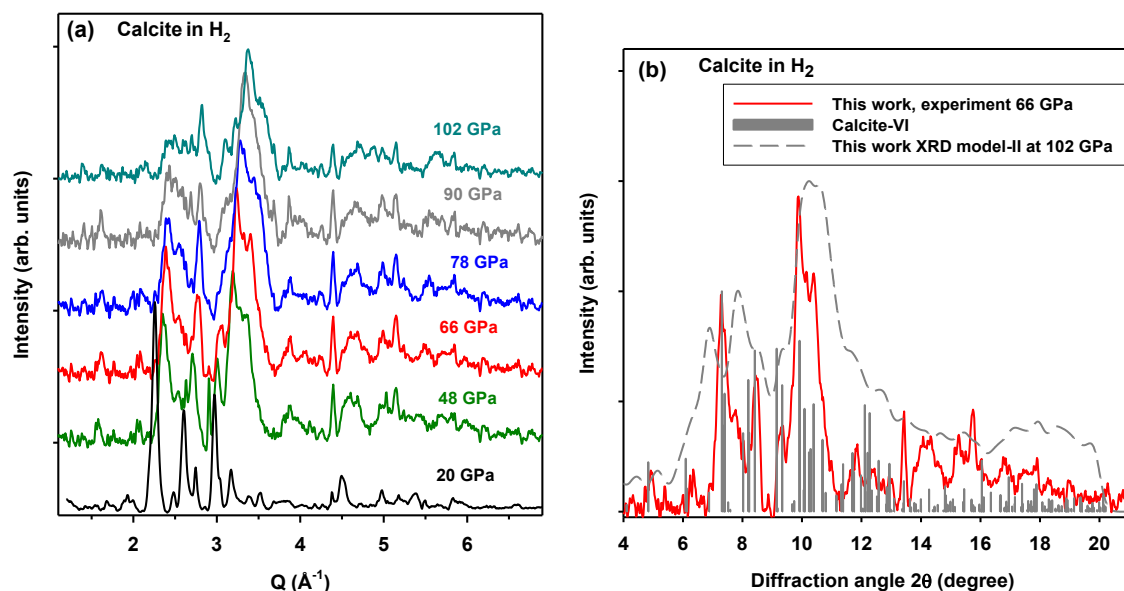 (a) Calcite in H2
102 GPa
90 GPa
78 GPa
66 GPa
48 GPa
20 GPa
Intensity (arb. units)
2 3 4 5 6
Q (Å-1)
(b) Calcite in H2
This work, experiment 66 GPa
Calcite-VI
This work XRD model-II at 102 GPa
Intensity (arb. units)
4 6 8 10 12 14 16 18 20
Diffraction angle 2θ (degree)